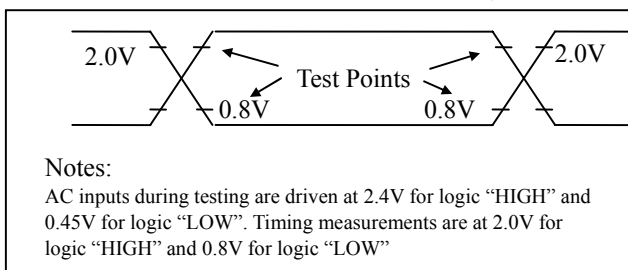 2.0V
2.0V
Test Points
0.8V
0.8V
Notes:
AC inputs during testing are driven at 2.4V for logic “HIGH” and
0.45V for logic “LOW”. Timing measurements are at 2.0V for
logic “HIGH” and 0.8V for logic “LOW”